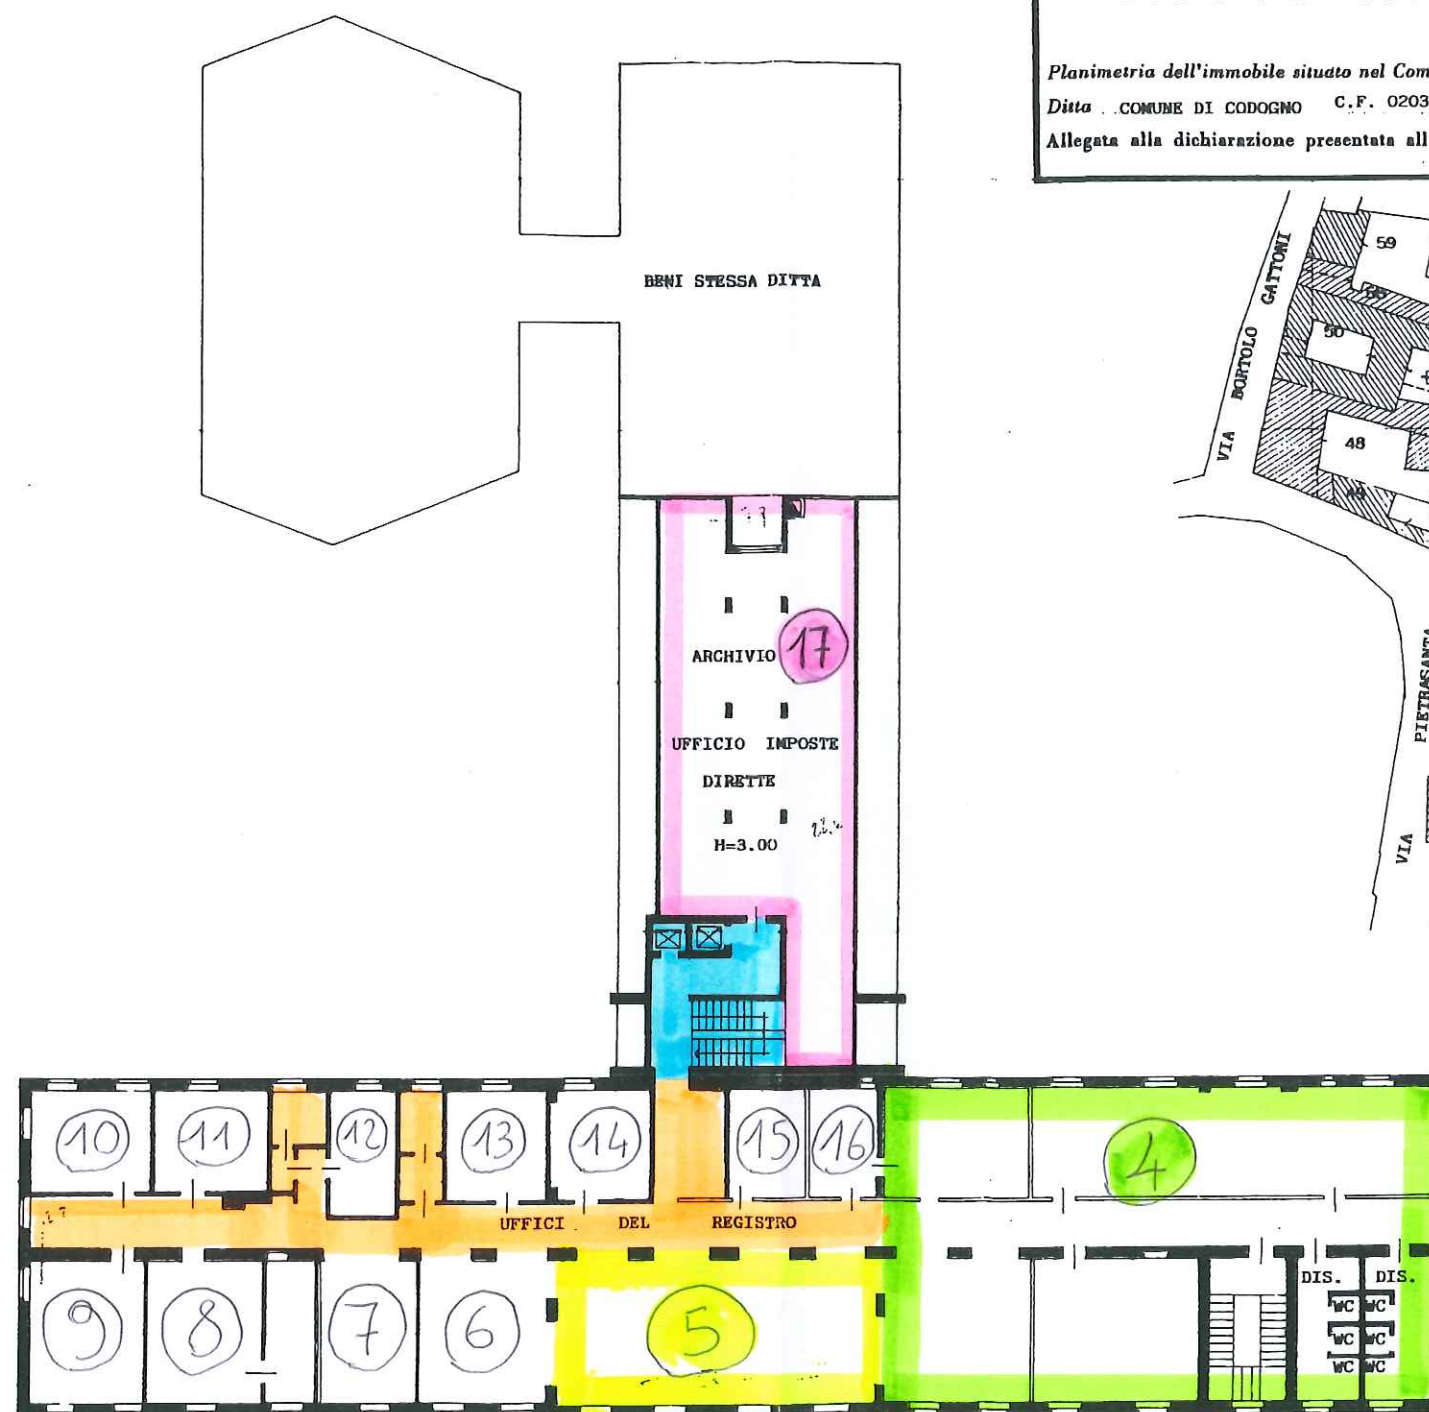 Planimetria dell'immobile situato nel Com
Ditta . . COMUNE DI CODOGNO C.F. 0203
Allegata alla dichiarazione presentata all
BENI STESSA DITTA
VIA BORTOLO GATTONI
59
50
48
49
VIA PIETRASANTA
ARCHIVIO
17
UFFICIO IMPOSTE
DIRETTE
H=3.00
10
11
12
13
14
15
16
4
UFFICI DEL REGISTRO
9
8
7
6
5
DIS. DIS.
WC WC
WC WC
WC WC